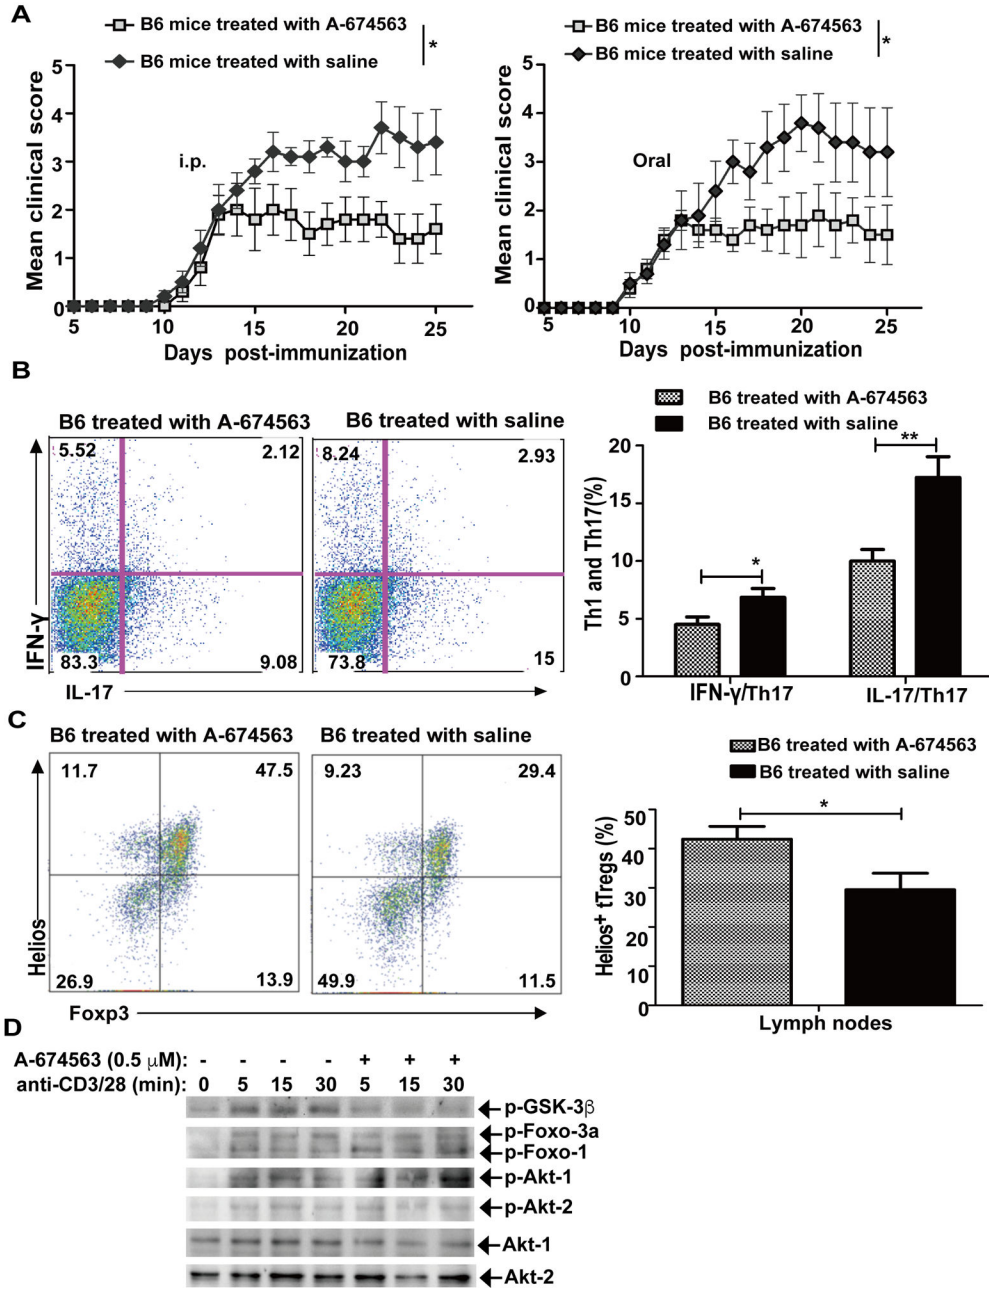 A
B6 mice treated with A-674563
B6 mice treated with saline
*
B6 mice treated with A-674563
B6 mice treated with saline
*
Mean clinical score
5
4
3
2
1
0
i.p.
5 10 15 20 25
Days post-immunization
Mean clinical score
5
4
3
2
1
0
Oral
5 10 15 20 25
Days post-immunization
B
B6 treated with A-674563
5.52 2.12
83.3 9.08
B6 treated with saline
8.24 2.93
73.8 15
IFN-γ
IL-17
B6 treated with A-674563
B6 treated with saline
Th1 and Th17(%)
20
15
10
5
0
*
**
IFN-γ/Th17 IL-17/Th17
C
B6 treated with A-674563
11.7 47.5
26.9 13.9
B6 treated with saline
9.23 29.4
49.9 11.5
Helios
Foxp3
B6 treated with A-674563
B6 treated with saline
Helios+ tTregs (%)
40
30
20
10
0
*
Lymph nodes
D
A-674563 (0.5 μM): - - - - + + +
anti-CD3/28 (min): 0 5 15 30 5 15 30
p-GSK-3β
p-Foxo-3a
p-Foxo-1
p-Akt-1
p-Akt-2
Akt-1
Akt-2